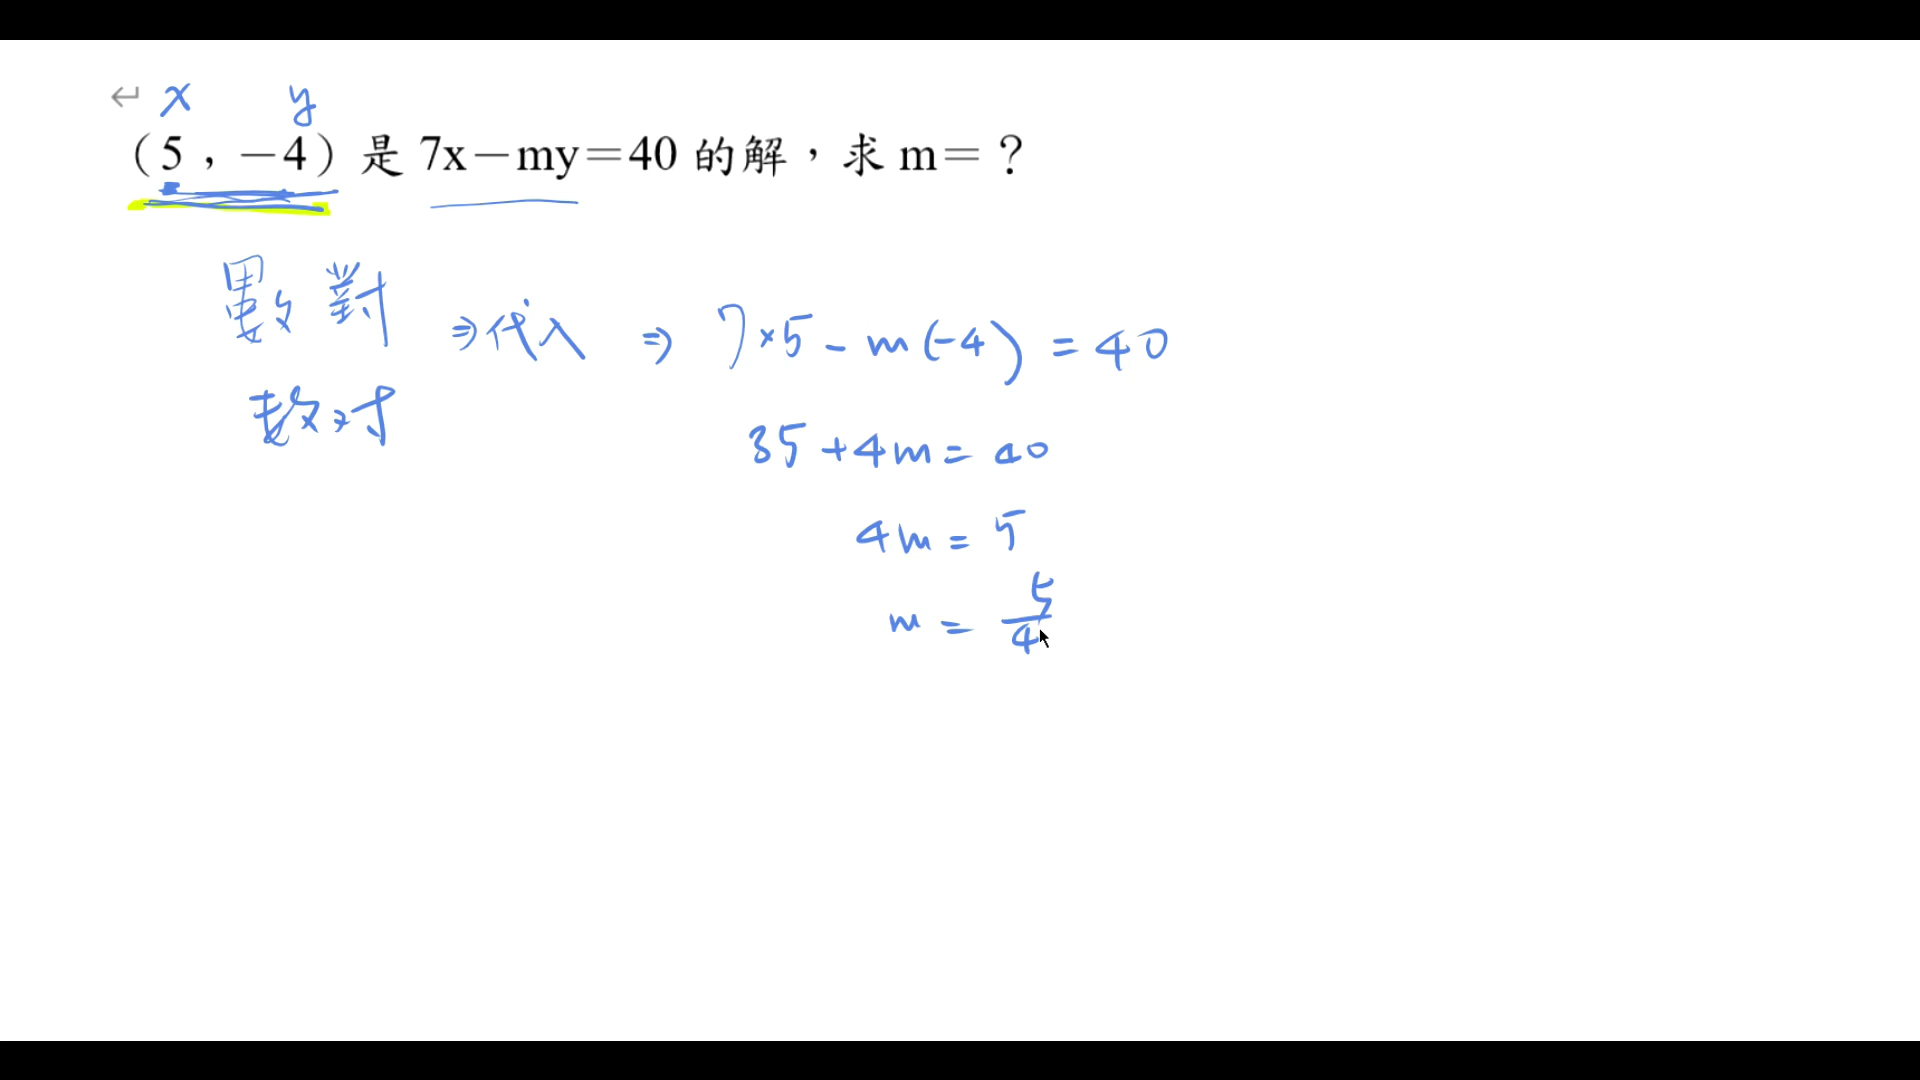 ↵ x y
（5，－4）是 7x－my＝40 的解，求 m＝？
數對 ⇒代入 ⇒ 7×5 - m(-4) = 40
数对
35 + 4m = 40
4m = 5
m = 5/4